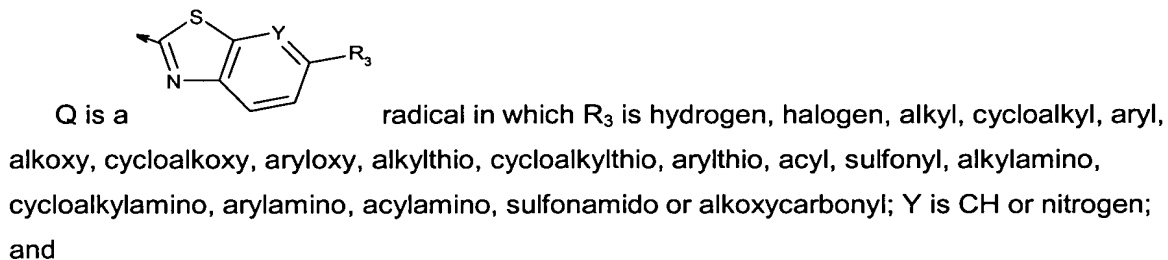 S
Y
R₃
N
Q is a radical in which R₃ is hydrogen, halogen, alkyl, cycloalkyl, aryl,
alkoxy, cycloalkoxy, aryloxy, alkylthio, cycloalkylthio, arylthio, acyl, sulfonyl, alkylamino,
cycloalkylamino, arylamino, acylamino, sulfonamido or alkoxycarbonyl; Y is CH or nitrogen;
and